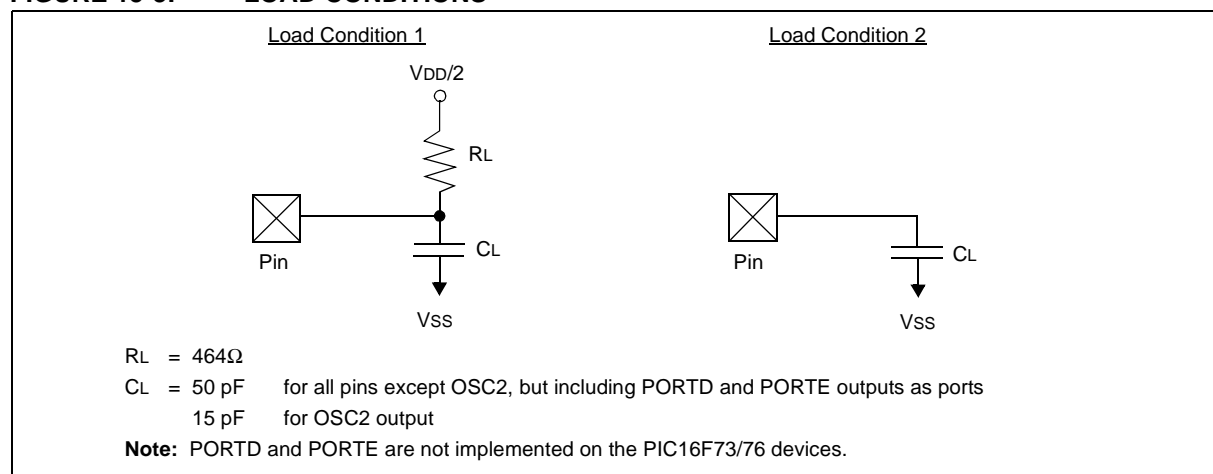 Load Condition 1
Load Condition 2
VDD/2
RL
Pin
CL
VSS
Pin
CL
VSS
RL = 464Ω
CL = 50 pF for all pins except OSC2, but including PORTD and PORTE outputs as ports
15 pF for OSC2 output
Note: PORTD and PORTE are not implemented on the PIC16F73/76 devices.